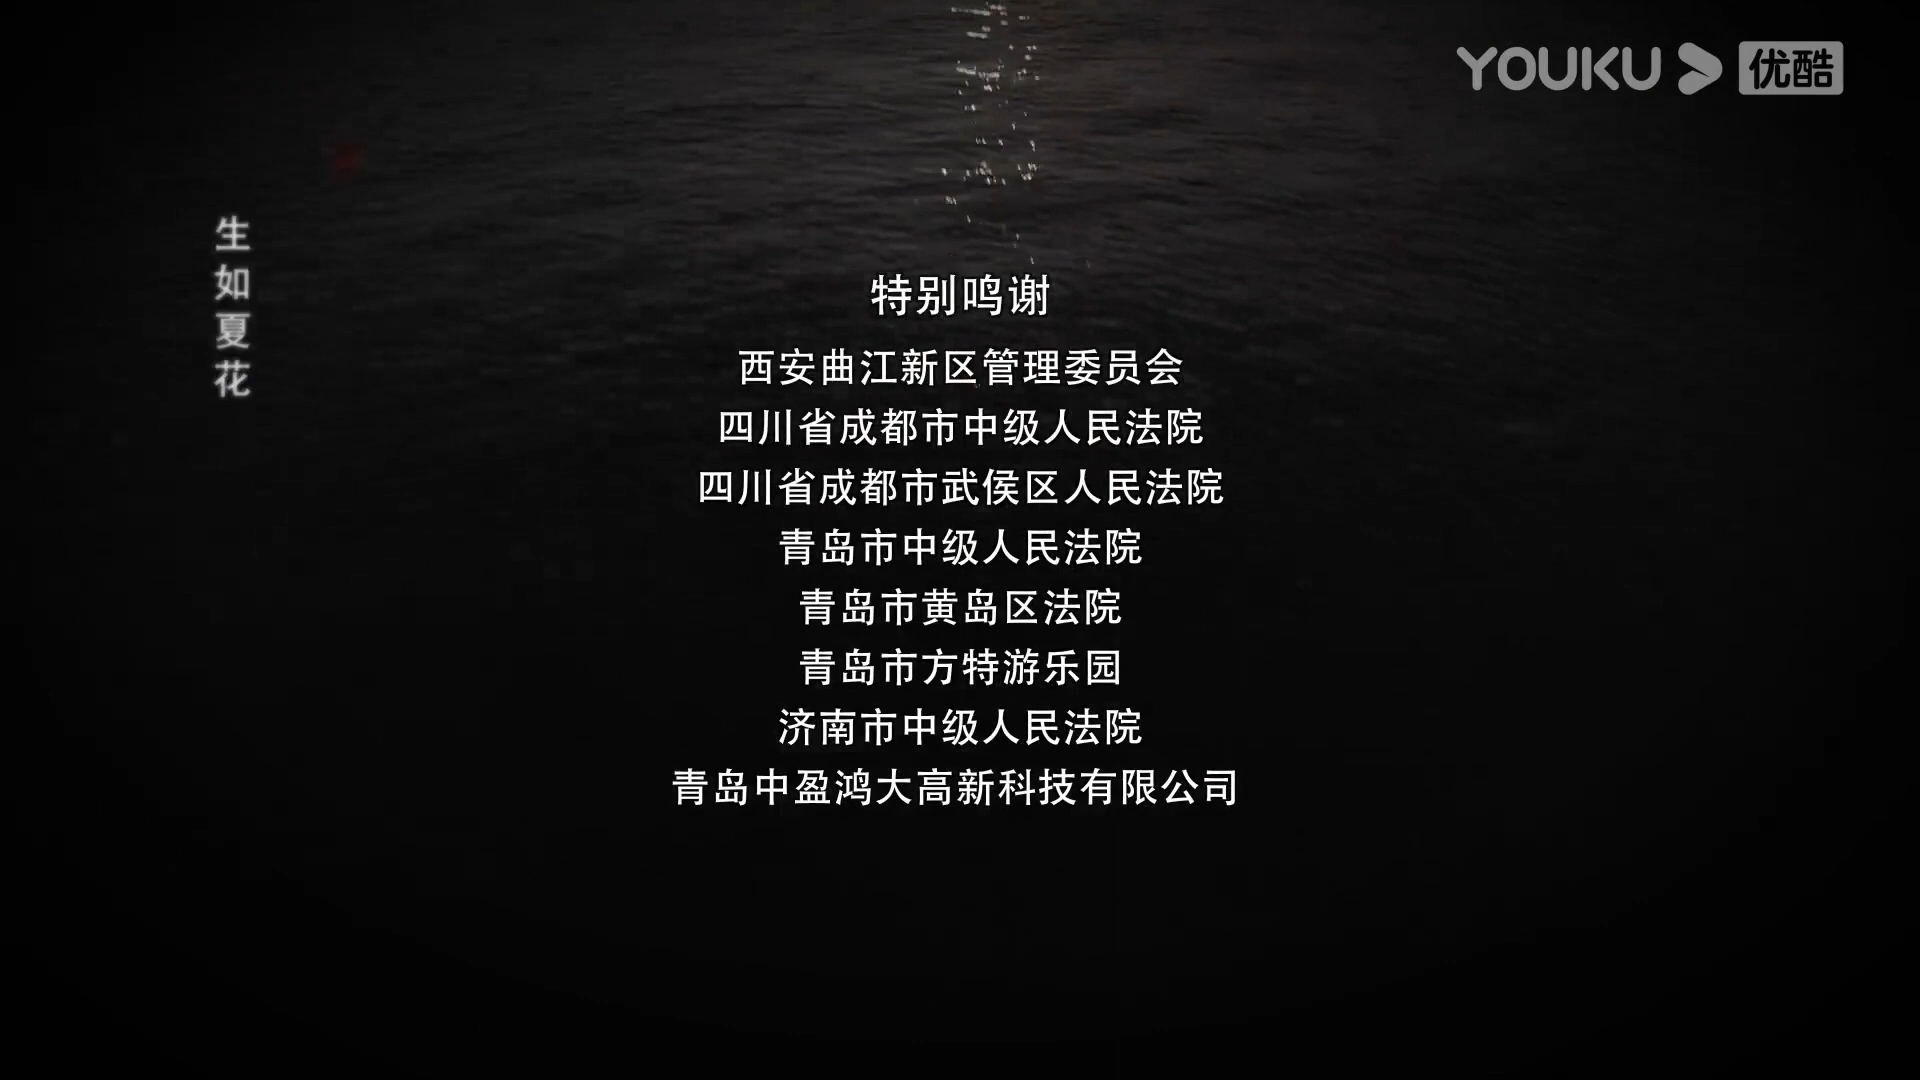 YOUKU 优酷
生如夏花
特别鸣谢
西安曲江新区管理委员会
四川省成都市中级人民法院
四川省成都市武侯区人民法院
青岛市中级人民法院
青岛市黄岛区法院
青岛市方特游乐园
济南市中级人民法院
青岛中盈鸿大高新科技有限公司